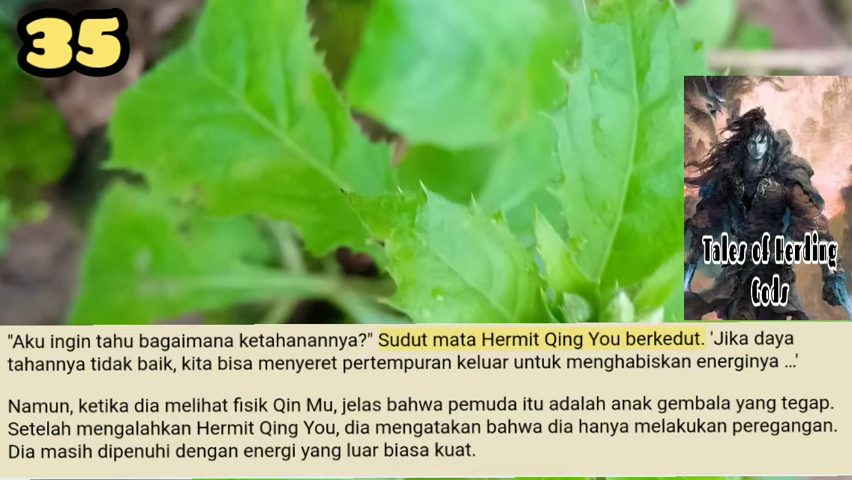 35
Tales of Herding
Gods
"Aku ingin tahu bagaimana ketahanannya?" Sudut mata Hermit Qing You berkedut. 'Jika daya
tahannya tidak baik, kita bisa menyeret pertempuran keluar untuk menghabiskan energinya ...'
Namun, ketika dia melihat fisik Qin Mu, jelas bahwa pemuda itu adalah anak gembala yang tegap.
Setelah mengalahkan Hermit Qing You, dia mengatakan bahwa dia hanya melakukan peregangan.
Dia masih dipenuhi dengan energi yang luar biasa kuat.